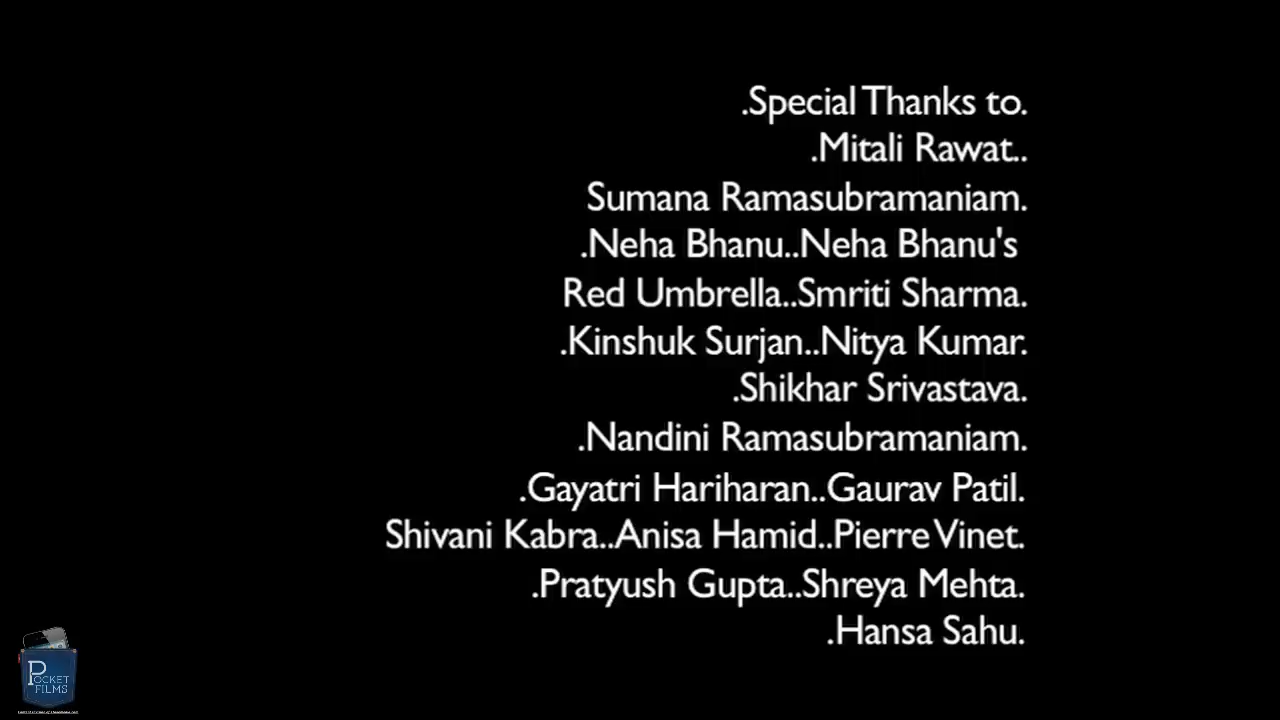 .Special Thanks to.
.Mitali Rawat..
Sumana Ramasubramaniam.
.Neha Bhanu..Neha Bhanu's
Red Umbrella..Smriti Sharma.
.Kinshuk Surjan..Nitya Kumar.
.Shikhar Srivastava.
.Nandini Ramasubramaniam.
.Gayatri Hariharan..Gaurav Patil.
Shivani Kabra..Anisa Hamid..Pierre Vinet.
.Pratyush Gupta..Shreya Mehta.
.Hansa Sahu.
POCKET
FILMS